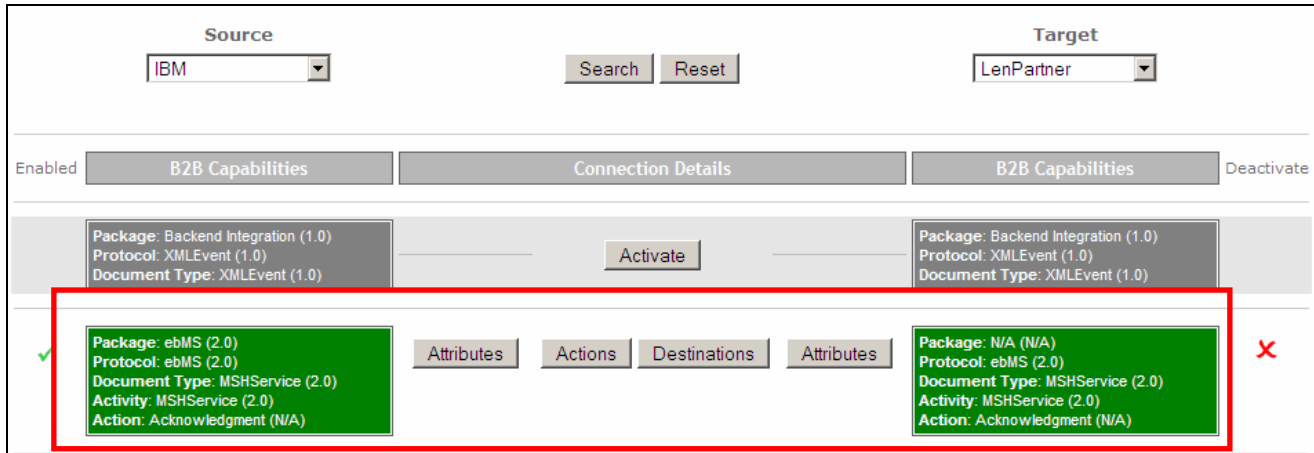 Source Target
IBM Search Reset LenPartner
Enabled B2B Capabilities Connection Details B2B Capabilities Deactivate
Package: Backend Integration (1.0)
Protocol: XMLEvent (1.0)
Document Type: XMLEvent (1.0)
Activate
Package: Backend Integration (1.0)
Protocol: XMLEvent (1.0)
Document Type: XMLEvent (1.0)
Package: ebMS (2.0)
Protocol: ebMS (2.0)
Document Type: MSHService (2.0)
Activity: MSHService (2.0)
Action: Acknowledgment (N/A)
Attributes Actions Destinations Attributes
Package: N/A (N/A)
Protocol: ebMS (2.0)
Document Type: MSHService (2.0)
Activity: MSHService (2.0)
Action: Acknowledgment (N/A)